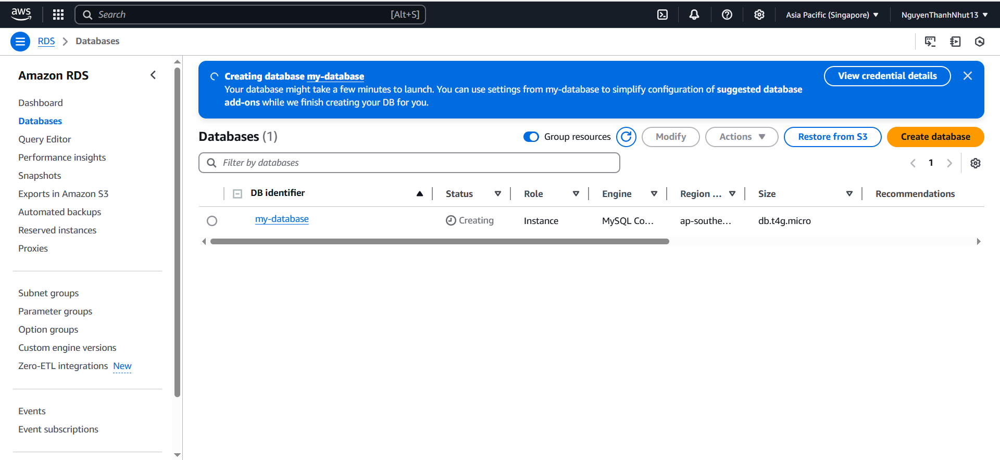 aws
Search [Alt+S]
Asia Pacific (Singapore)
NguyenThanhNhut13
RDS
Databases
Amazon RDS
Dashboard
Databases
Query Editor
Performance insights
Snapshots
Exports in Amazon S3
Automated backups
Reserved instances
Proxies
Subnet groups
Parameter groups
Option groups
Custom engine versions
Zero-ETL integrations New
Events
Event subscriptions
Creating database my-database
Your database might take a few minutes to launch. You can use settings from my-database to simplify configuration of suggested database
add-ons while we finish creating your DB for you.
View credential details
Databases (1)
Group resources
Modify
Actions
Restore from S3
Create database
Filter by databases
1
DB identifier Status Role Engine Region ... Size Recommendations
my-database Creating Instance MySQL Co... ap-southe... db.t4g.micro